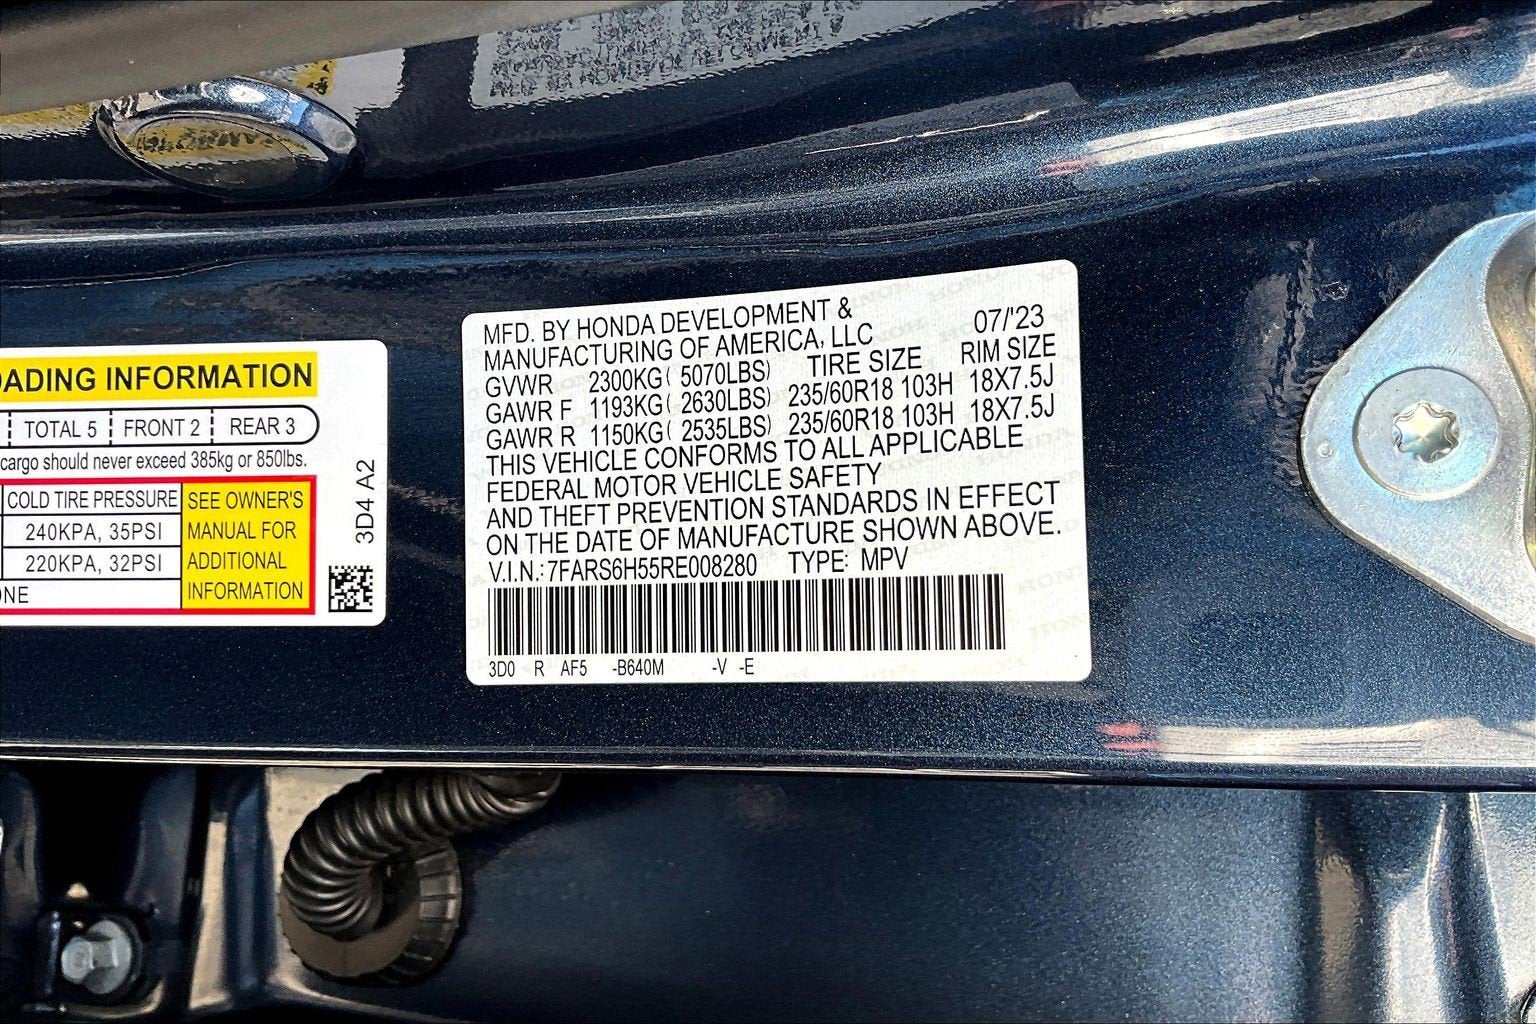 OADING INFORMATION
TOTAL 5 FRONT 2 REAR 3
cargo should never exceed 385kg or 850lbs.
COLD TIRE PRESSURE
240KPA, 35PSI
220KPA, 32PSI
NE
SEE OWNER'S
MANUAL FOR
ADDITIONAL
INFORMATION
3D4 A2
MFD. BY HONDA DEVELOPMENT &
MANUFACTURING OF AMERICA, LLC 07/'23
GVWR 2300KG( 5070LBS) TIRE SIZE RIM SIZE
GAWR F 1193KG( 2630LBS) 235/60R18 103H 18X7.5J
GAWR R 1150KG( 2535LBS) 235/60R18 103H 18X7.5J
THIS VEHICLE CONFORMS TO ALL APPLICABLE
FEDERAL MOTOR VEHICLE SAFETY
AND THEFT PREVENTION STANDARDS IN EFFECT
ON THE DATE OF MANUFACTURE SHOWN ABOVE.
V.I.N.: 7FARS6H55RE008280 TYPE: MPV
3D0 R AF5 -B640M -V -E